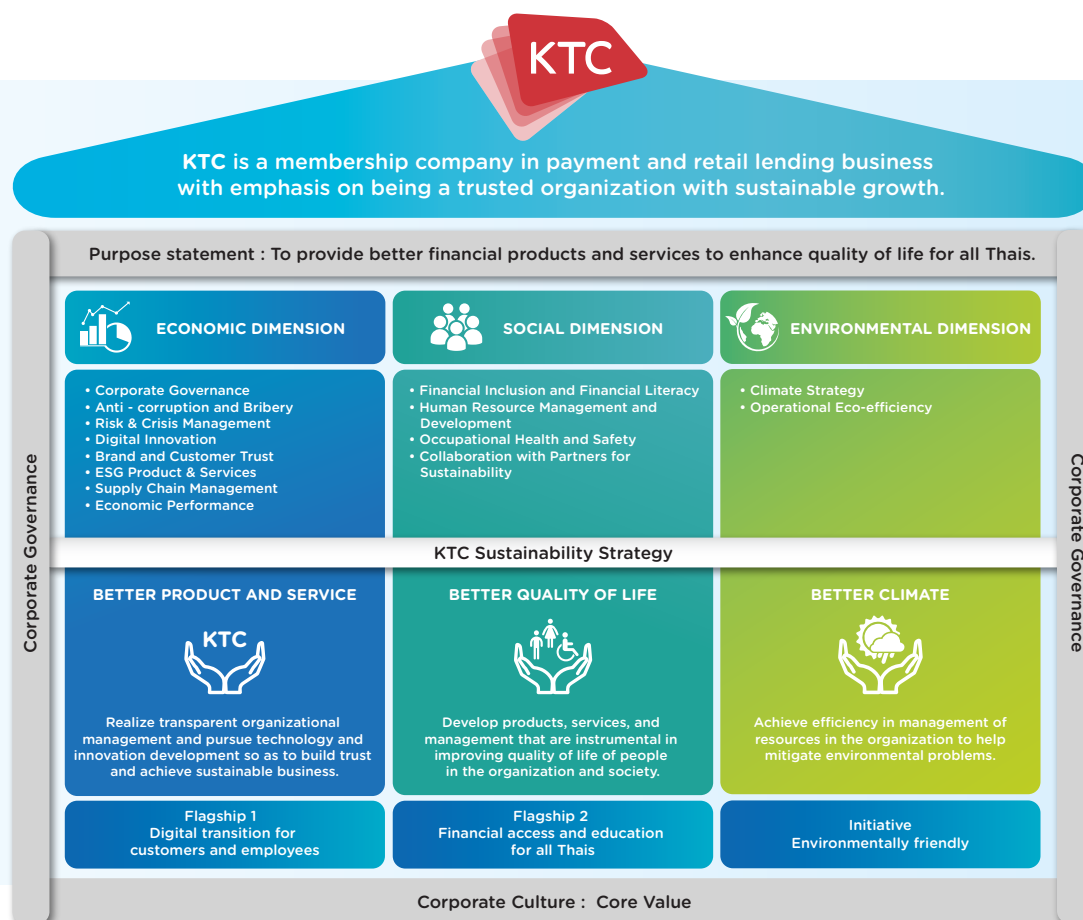 KTC
KTC is a membership company in payment and retail lending business
with emphasis on being a trusted organization with sustainable growth.
Purpose statement : To provide better financial products and services to enhance quality of life for all Thais.
Corporate Governance
ECONOMIC DIMENSION
• Corporate Governance
• Anti - corruption and Bribery
• Risk & Crisis Management
• Digital Innovation
• Brand and Customer Trust
• ESG Product & Services
• Supply Chain Management
• Economic Performance
SOCIAL DIMENSION
• Financial Inclusion and Financial Literacy
• Human Resource Management and
Development
• Occupational Health and Safety
• Collaboration with Partners for
Sustainability
ENVIRONMENTAL DIMENSION
• Climate Strategy
• Operational Eco-efficiency
Corporate Governance
KTC Sustainability Strategy
BETTER PRODUCT AND SERVICE
KTC
Realize transparent organizational
management and pursue technology and
innovation development so as to build trust
and achieve sustainable business.
BETTER QUALITY OF LIFE
Develop products, services, and
management that are instrumental in
improving quality of life of people
in the organization and society.
BETTER CLIMATE
Achieve efficiency in management of
resources in the organization to help
mitigate environmental problems.
Flagship 1
Digital transition for
customers and employees
Flagship 2
Financial access and education
for all Thais
Initiative
Environmentally friendly
Corporate Culture : Core Value